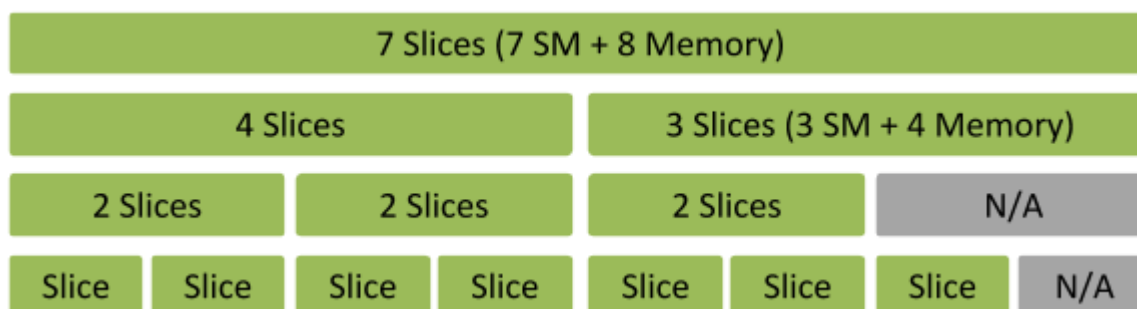 7 Slices (7 SM + 8 Memory)
4 Slices 3 Slices (3 SM + 4 Memory)
2 Slices 2 Slices 2 Slices N/A
Slice Slice Slice Slice Slice Slice Slice N/A